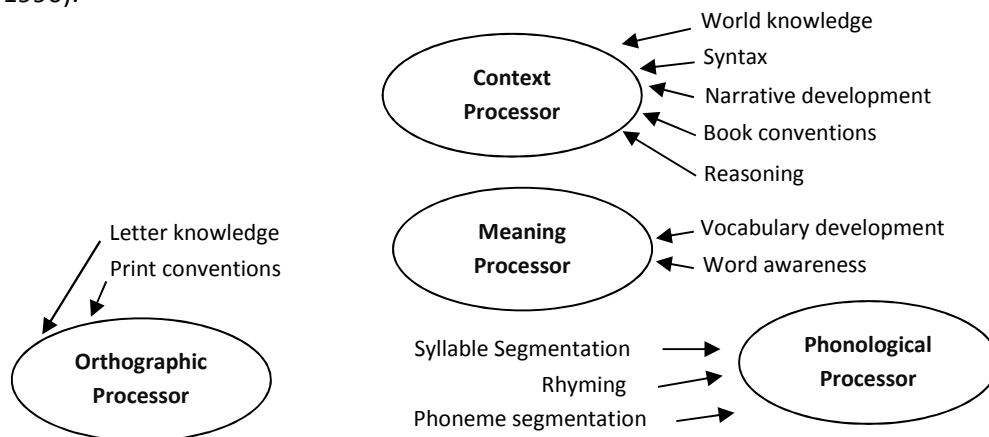 World knowledge
Syntax
Narrative development
Book conventions
Reasoning
Context
Processor
Letter knowledge
Print conventions
Meaning
Processor
Vocabulary development
Word awareness
Orthographic
Processor
Syllable Segmentation
Rhyming
Phoneme segmentation
Phonological
Processor